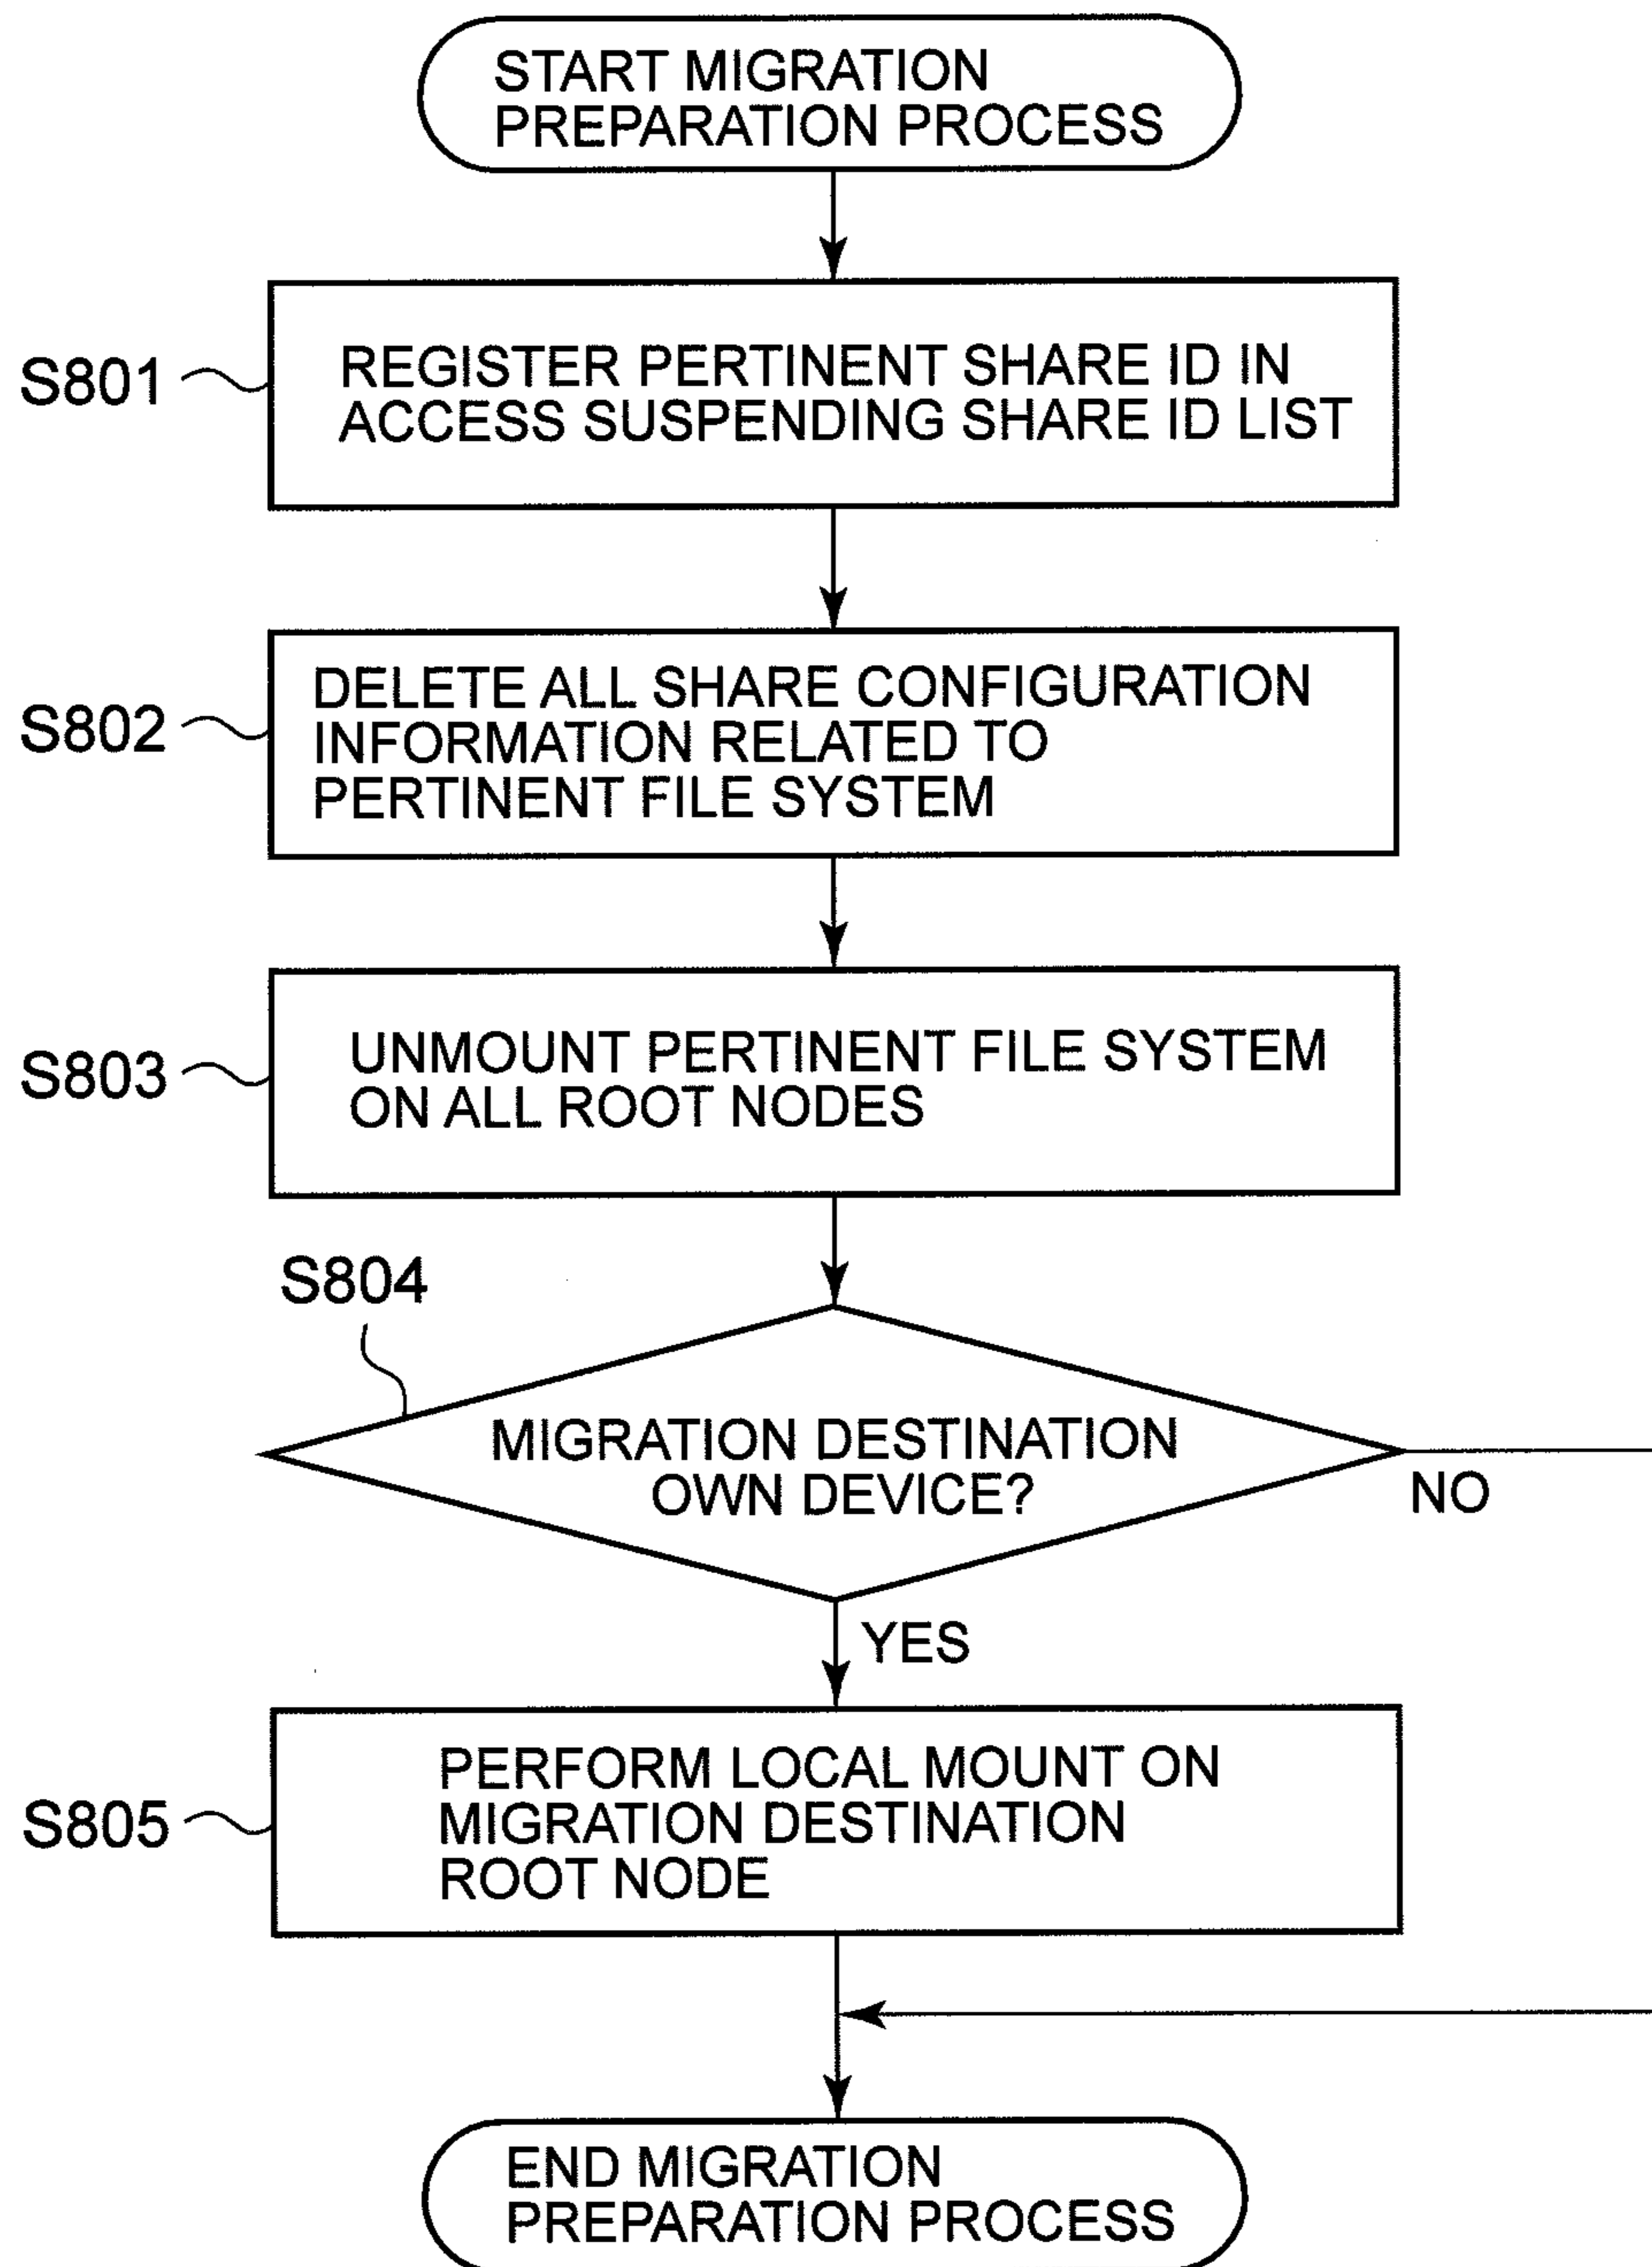 START MIGRATION
PREPARATION PROCESS
S801
REGISTER PERTINENT SHARE ID IN
ACCESS SUSPENDING SHARE ID LIST
S802
DELETE ALL SHARE CONFIGURATION
INFORMATION RELATED TO
PERTINENT FILE SYSTEM
S803
UNMOUNT PERTINENT FILE SYSTEM
ON ALL ROOT NODES
S804
MIGRATION DESTINATION
OWN DEVICE?
NO
YES
S805
PERFORM LOCAL MOUNT ON
MIGRATION DESTINATION
ROOT NODE
END MIGRATION
PREPARATION PROCESS